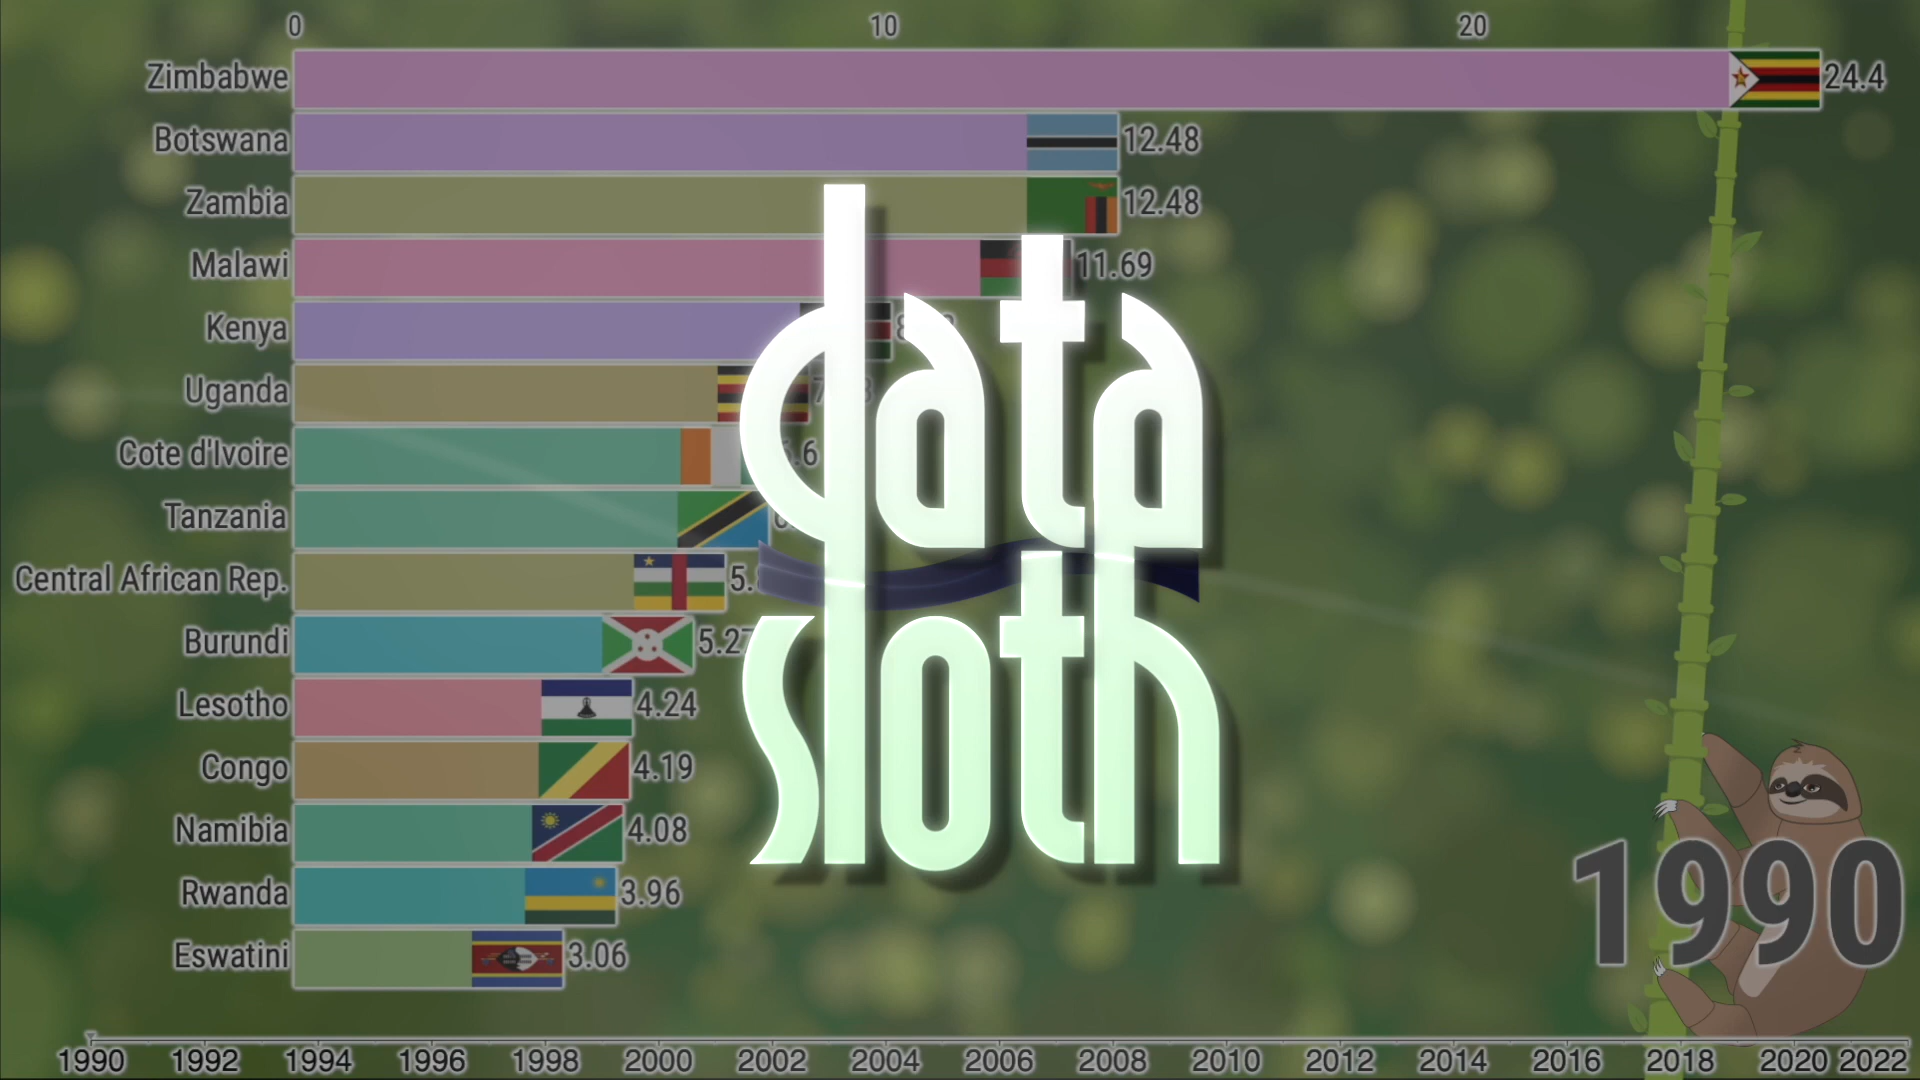 0 10 20
Zimbabwe 24.4
Botswana 12.48
Zambia 12.48
Malawi 11.69
Kenya
Uganda
Cote d'Ivoire
Tanzania
Central African Rep.
Burundi 5.27
Lesotho 4.24
Congo 4.19
Namibia 4.08
Rwanda 3.96
Eswatini 3.06
data
sloth
1990
1990 1992 1994 1996 1998 2000 2002 2004 2006 2008 2010 2012 2014 2016 2018 2020 2022